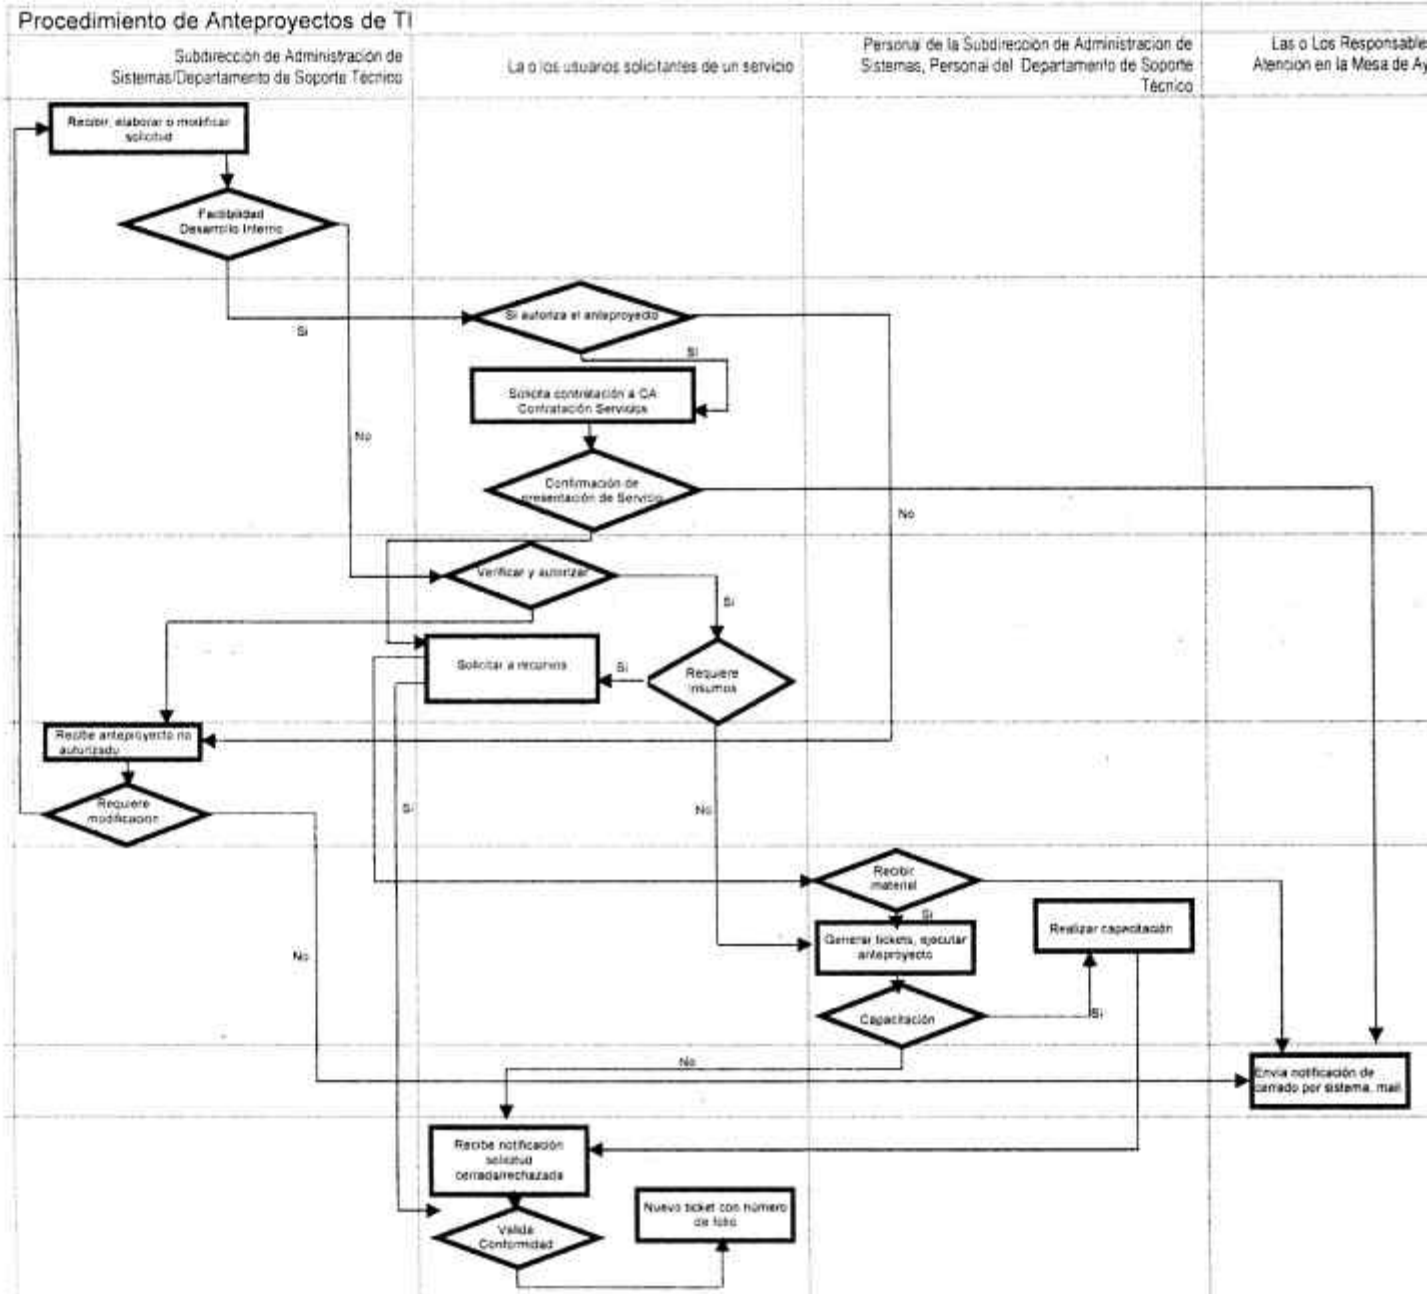 Procedimiento de Anteproyectos de TI
Subdirección de Administración de
Sistemas/Departamento de Soporte Técnico
La o los usuarios solicitantes de un servicio
Personal de la Subdirección de Administración de
Sistemas, Personal del Departamento de Soporte
Técnico
Las o Los Responsable
Atención en la Mesa de Ay
Recibir, elaborar o modificar
solicitud
Factibilidad
Desarrollo Interno
Si
Si autoriza el anteproyecto
Si
Solicita contratación a CA
Contratación Servicios
No
Confirmación de
presentación de Servicio
No
Verificar y autorizar
Si
Solicitar a recursos
Si
Requiere
insumos
Recibe anteproyecto no
autorizado
Requiere
modificación
Si
No
Recibir
material
Si
Generar tickets, ejecutar
anteproyecto
Realizar capacitación
No
Capacitación
Si
No
Envía notificación de
cerrado por sistema, mail
Recibe notificación
solicitud
cerrada/rechazada
Nuevo ticket con número
de folio
Valida
Conformidad